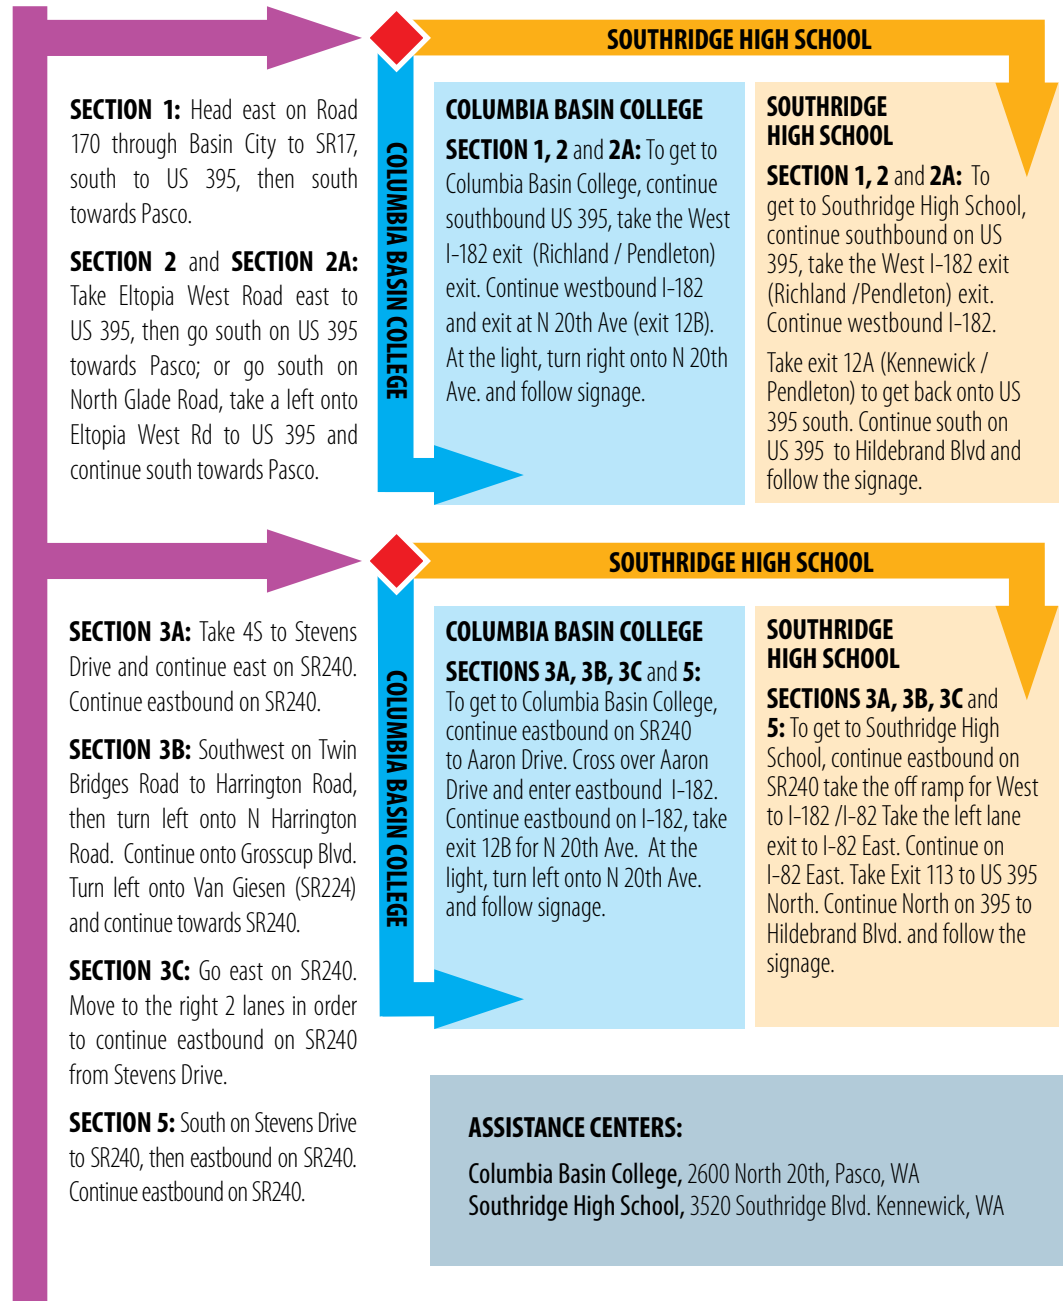 SOUTHRIDGE HIGH SCHOOL
SECTION 1: Head east on Road
170 through Basin City to SR17,
south to US 395, then south
towards Pasco.
SECTION 2 and SECTION 2A:
Take Eltopia West Road east to
US 395, then go south on US 395
towards Pasco; or go south on
North Glade Road, take a left onto
Eltopia West Rd to US 395 and
continue south towards Pasco.
COLUMBIA BASIN COLLEGE
COLUMBIA BASIN COLLEGE
SECTION 1, 2 and 2A: To get to
Columbia Basin College, continue
southbound US 395, take the West
I-182 exit (Richland / Pendleton)
exit. Continue westbound I-182
and exit at N 20th Ave (exit 12B).
At the light, turn right onto N 20th
Ave. and follow signage.
SOUTHRIDGE
HIGH SCHOOL
SECTION 1, 2 and 2A: To
get to Southridge High School,
continue southbound on US
395, take the West I-182 exit
(Richland /Pendleton) exit.
Continue westbound I-182.
Take exit 12A (Kennewick /
Pendleton) to get back onto US
395 south. Continue south on
US 395 to Hildebrand Blvd and
follow the signage.
SOUTHRIDGE HIGH SCHOOL
SECTION 3A: Take 4S to Stevens
Drive and continue east on SR240.
Continue eastbound on SR240.
SECTION 3B: Southwest on Twin
Bridges Road to Harrington Road,
then turn left onto N Harrington
Road. Continue onto Grosscup Blvd.
Turn left onto Van Giesen (SR224)
and continue towards SR240.
SECTION 3C: Go east on SR240.
Move to the right 2 lanes in order
to continue eastbound on SR240
from Stevens Drive.
SECTION 5: South on Stevens Drive
to SR240, then eastbound on SR240.
Continue eastbound on SR240.
COLUMBIA BASIN COLLEGE
COLUMBIA BASIN COLLEGE
SECTIONS 3A, 3B, 3C and 5:
To get to Columbia Basin College,
continue eastbound on SR240
to Aaron Drive. Cross over Aaron
Drive and enter eastbound I-182.
Continue eastbound on I-182, take
exit 12B for N 20th Ave. At the
light, turn left onto N 20th Ave.
and follow signage.
SOUTHRIDGE
HIGH SCHOOL
SECTIONS 3A, 3B, 3C and
5: To get to Southridge High
School, continue eastbound on
SR240 take the off ramp for West
to I-182 /I-82 Take the left lane
exit to I-82 East. Continue on
I-82 East. Take Exit 113 to US 395
North. Continue North on 395 to
Hildebrand Blvd. and follow the
signage.
ASSISTANCE CENTERS:
Columbia Basin College, 2600 North 20th, Pasco, WA
Southridge High School, 3520 Southridge Blvd. Kennewick, WA